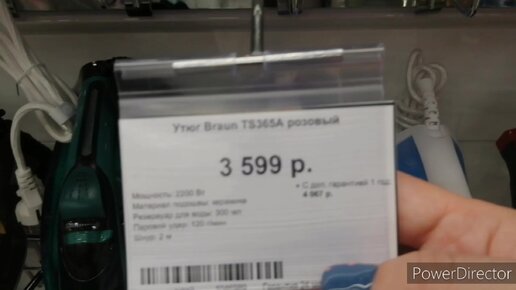 Утюг Braun TS365A розовый
3 599 р.
Мощность: 2200 Вт
Материал подошвы: керамика
Резервуар для воды: 300 мл
Паровой удар: 120 г/мин
Шнур: 2 м
+ С доп. гарантией 1 год
4 067 р.
PowerDirector